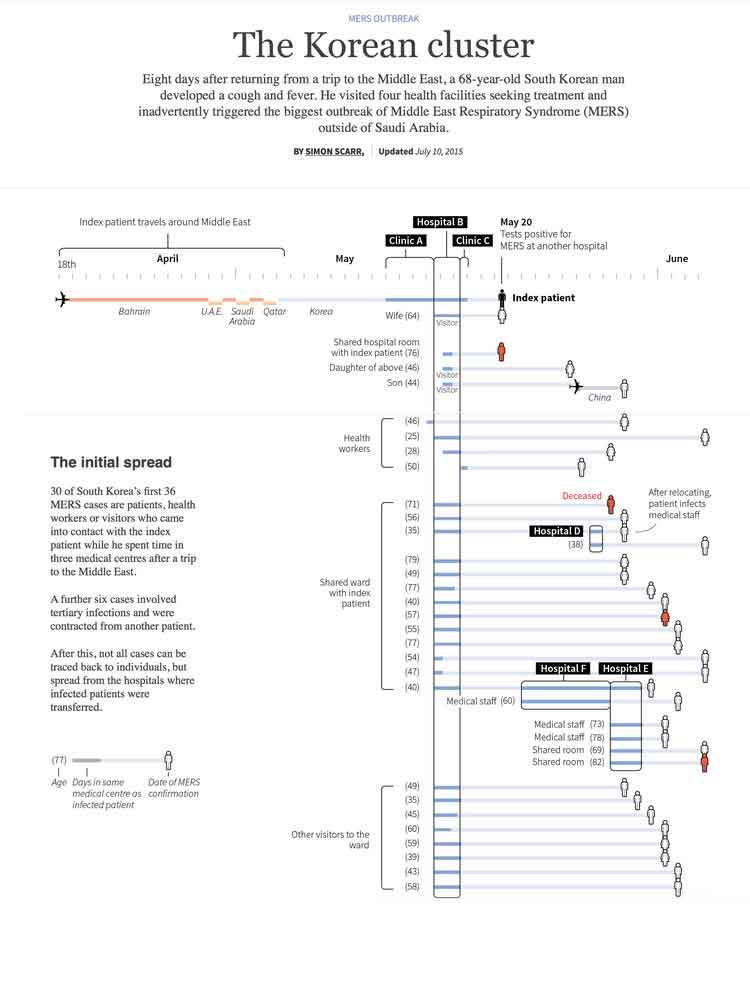 MERS OUTBREAK
The Korean cluster
Eight days after returning from a trip to the Middle East, a 68-year-old South Korean man
developed a cough and fever. He visited four health facilities seeking treatment and
inadvertently triggered the biggest outbreak of Middle East Respiratory Syndrome (MERS)
outside of Saudi Arabia.
BY SIMON SCARR, Updated July 10, 2015
Index patient travels around Middle East
Hospital B
Clinic A
Clinic C
May 20
Tests positive for
MERS at another hospital
18th
April
May
June
Bahrain
U.A.E.
Saudi
Arabia
Qatar
Korea
Index patient
Wife (64)
Visitor
Shared hospital room
with index patient (76)
Daughter of above (46)
Visitor
Son (44)
Visitor
China
Health
workers
(46)
(25)
(28)
(50)
The initial spread
30 of South Korea's first 36
MERS cases are patients, health
workers or visitors who came
into contact with the index
patient while he spent time in
three medical centres after a trip
to the Middle East.
A further six cases involved
tertiary infections and were
contracted from another patient.
After this, not all cases can be
traced back to individuals, but
spread from the hospitals where
infected patients were
transferred.
(77)
Age
Days in same
medical centre as
infected patient
Date of MERS
confirmation
Shared ward
with index
patient
(71)
Deceased
(56)
(35)
Hospital D
(38)
After relocating,
patient infects
medical staff
(79)
(49)
(77)
(40)
(57)
(55)
(77)
(54)
(47)
(40)
Hospital F
Hospital E
Medical staff (60)
Medical staff (73)
Medical staff (78)
Shared room (69)
Shared room (82)
Other visitors to the
ward
(49)
(35)
(45)
(60)
(59)
(39)
(43)
(58)